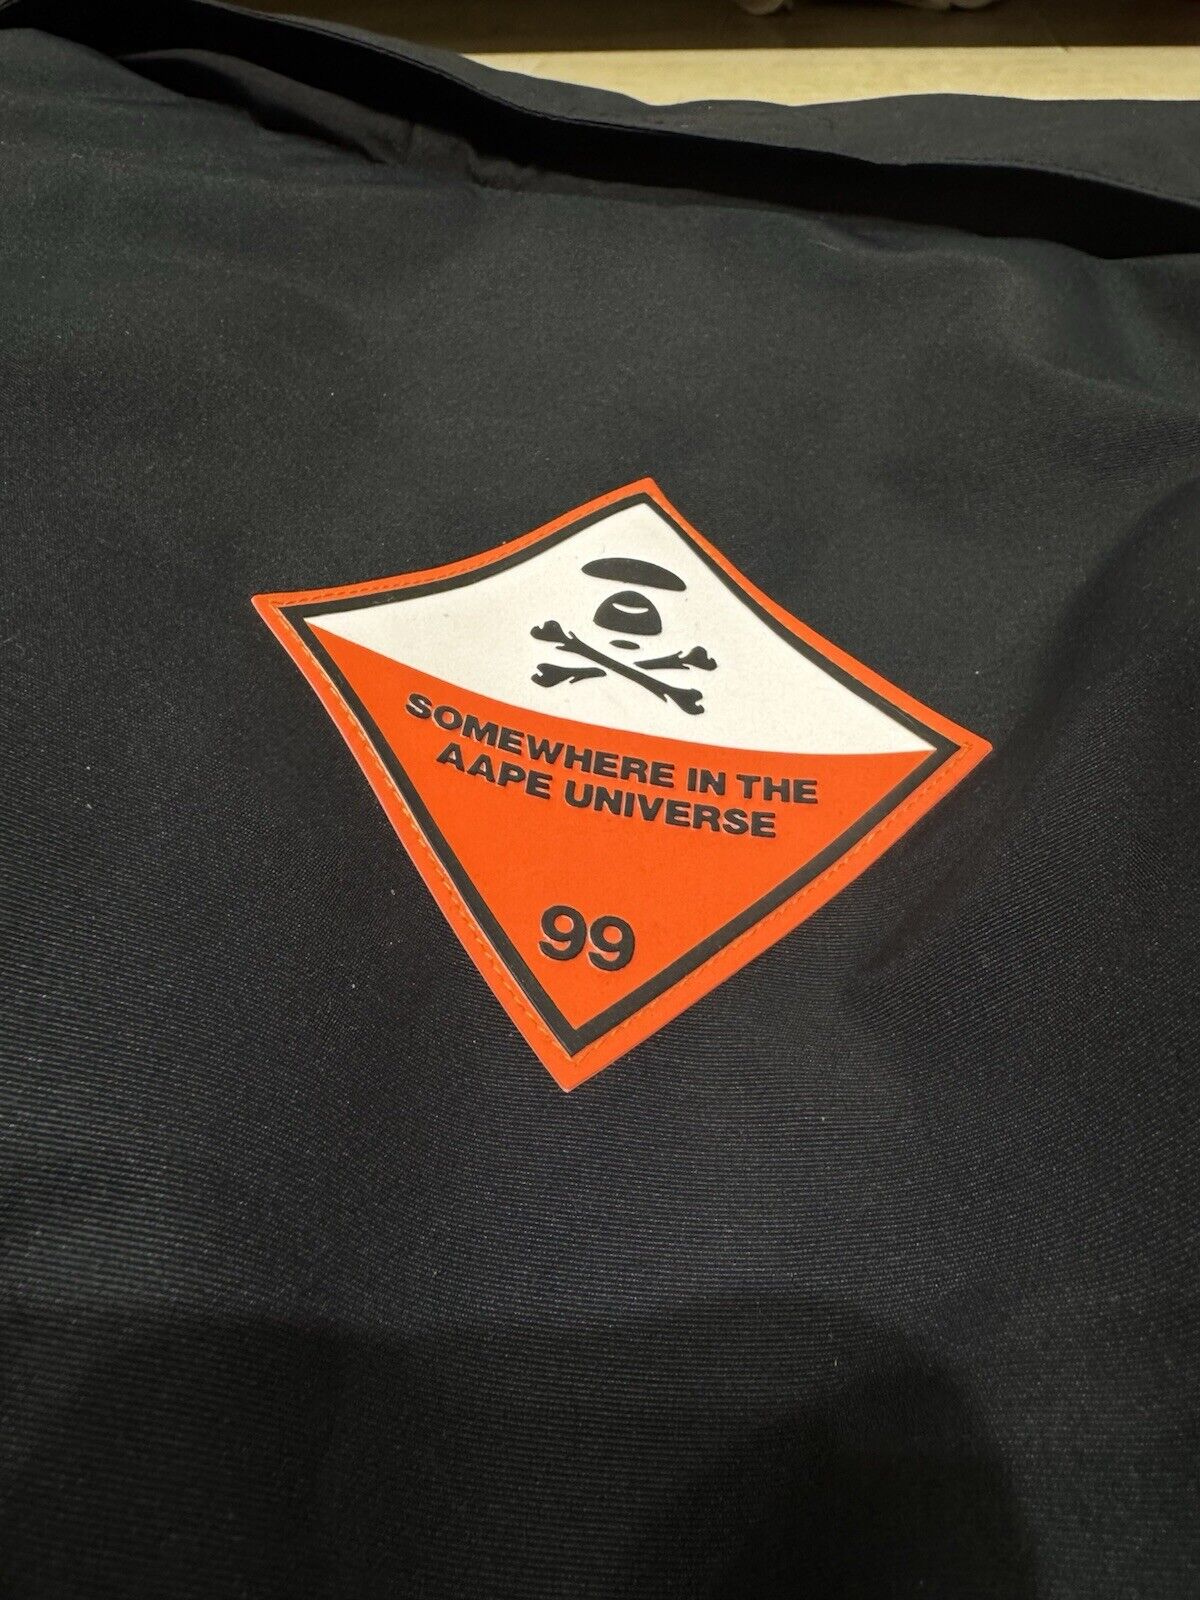 SOMEWHERE IN THE
AAPE UNIVERSE
99